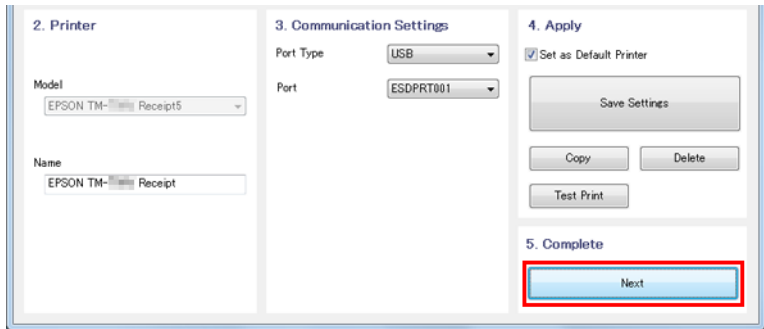 2. Printer
Model
EPSON TM- Receipt5
Name
EPSON TM- Receipt
3. Communication Settings
Port Type USB
Port ESDPRT001
4. Apply
Set as Default Printer
Save Settings
Copy Delete
Test Print
5. Complete
Next